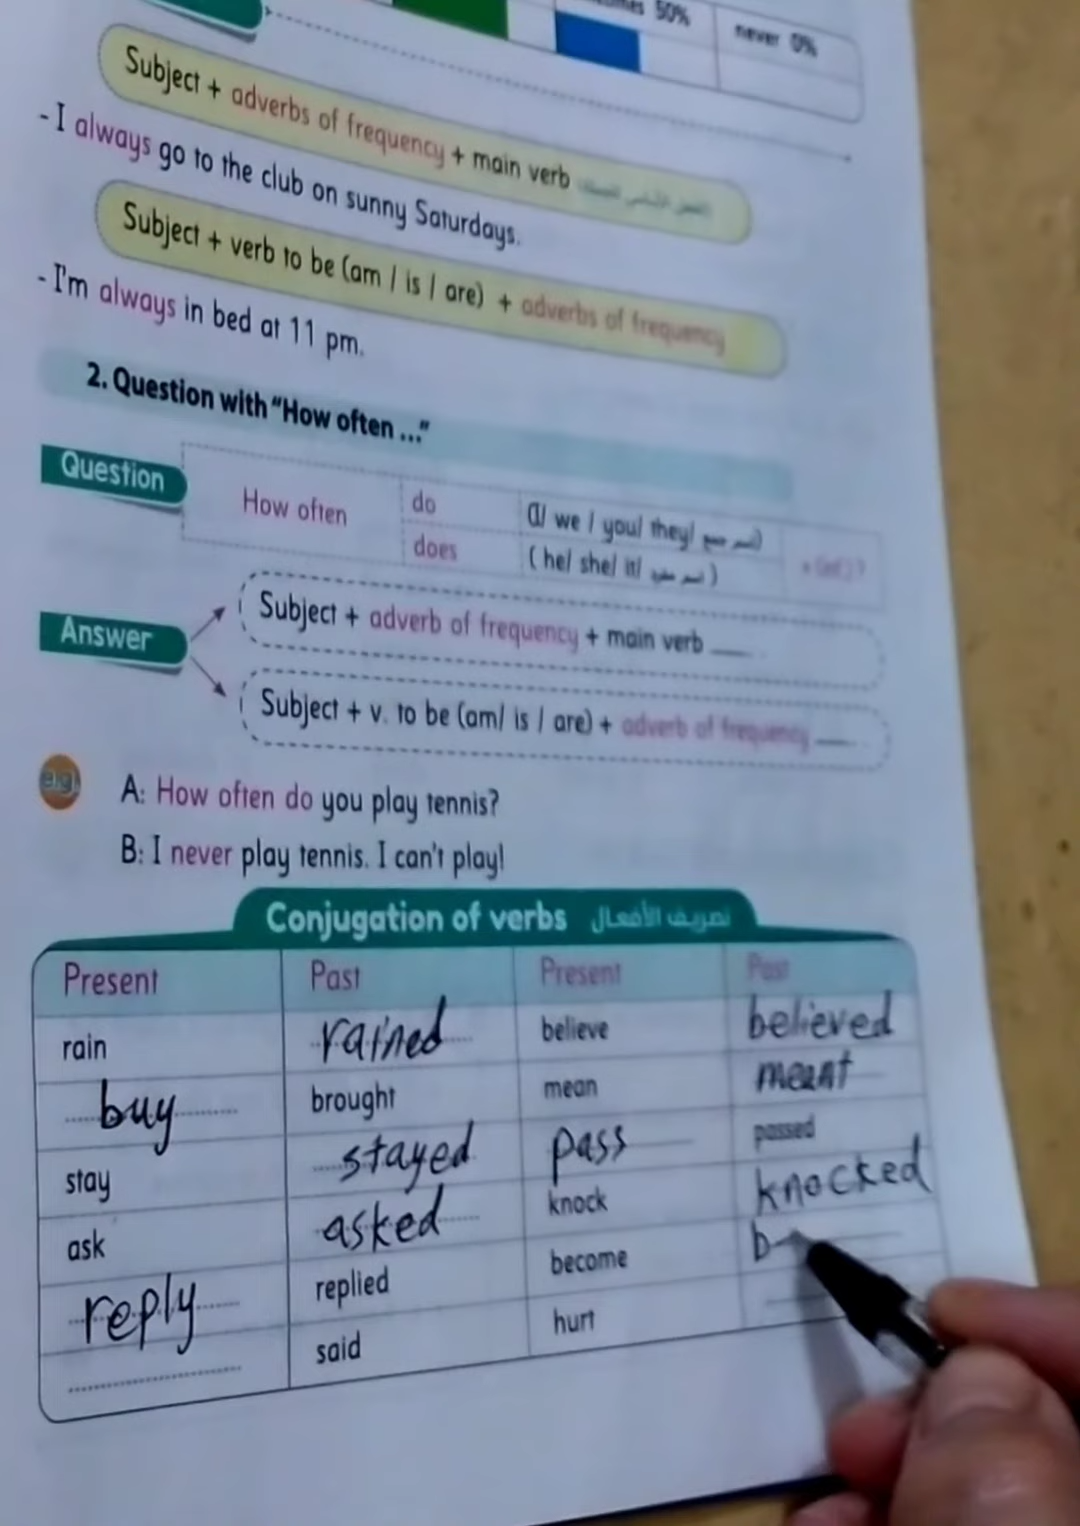 50% never 0%
Subject + adverbs of frequency + main verb
- I always go to the club on sunny Saturdays.
Subject + verb to be (am / is / are) + adverbs of frequency
- I'm always in bed at 11 pm.
2. Question with "How often ..."
Question How often do (I/ we / you/ they/
does ( he/ she/ it/
Answer Subject + adverb of frequency + main verb
Subject + v. to be (am/ is / are) + adverb of frequency
e.g. A: How often do you play tennis?
B: I never play tennis. I can't play!
Conjugation of verbs تصريف الأفعال
Present Past Present Past
rain rained believe believed
buy brought mean meant
stay stayed pass passed
ask asked knock knocked
reply replied become b
said hurt